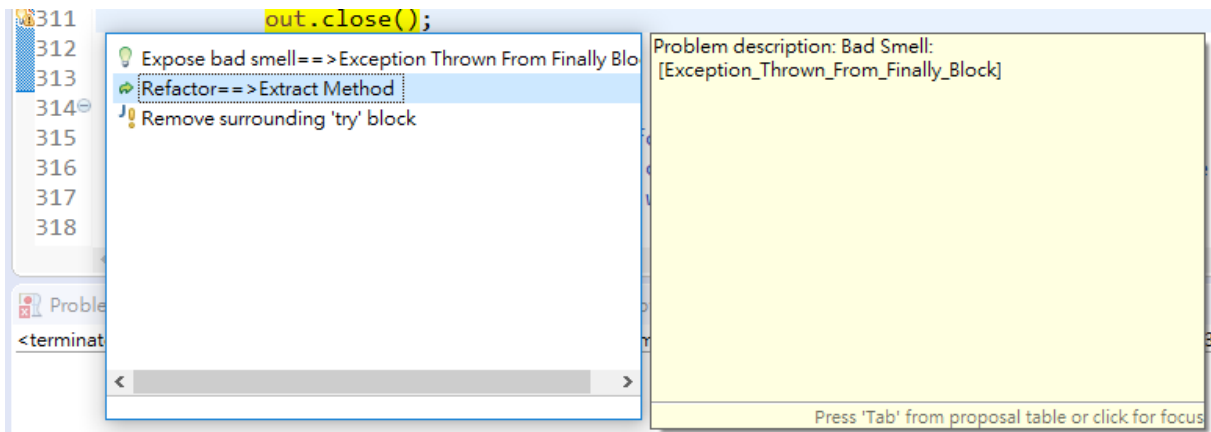 311 out.close();
312
313
314
315
316
317
318
Expose bad smell==>Exception Thrown From Finally Blo
Refactor==>Extract Method
Remove surrounding 'try' block
Problem description: Bad Smell:
[Exception_Thrown_From_Finally_Block]
Press 'Tab' from proposal table or click for focus
Proble
<terminat